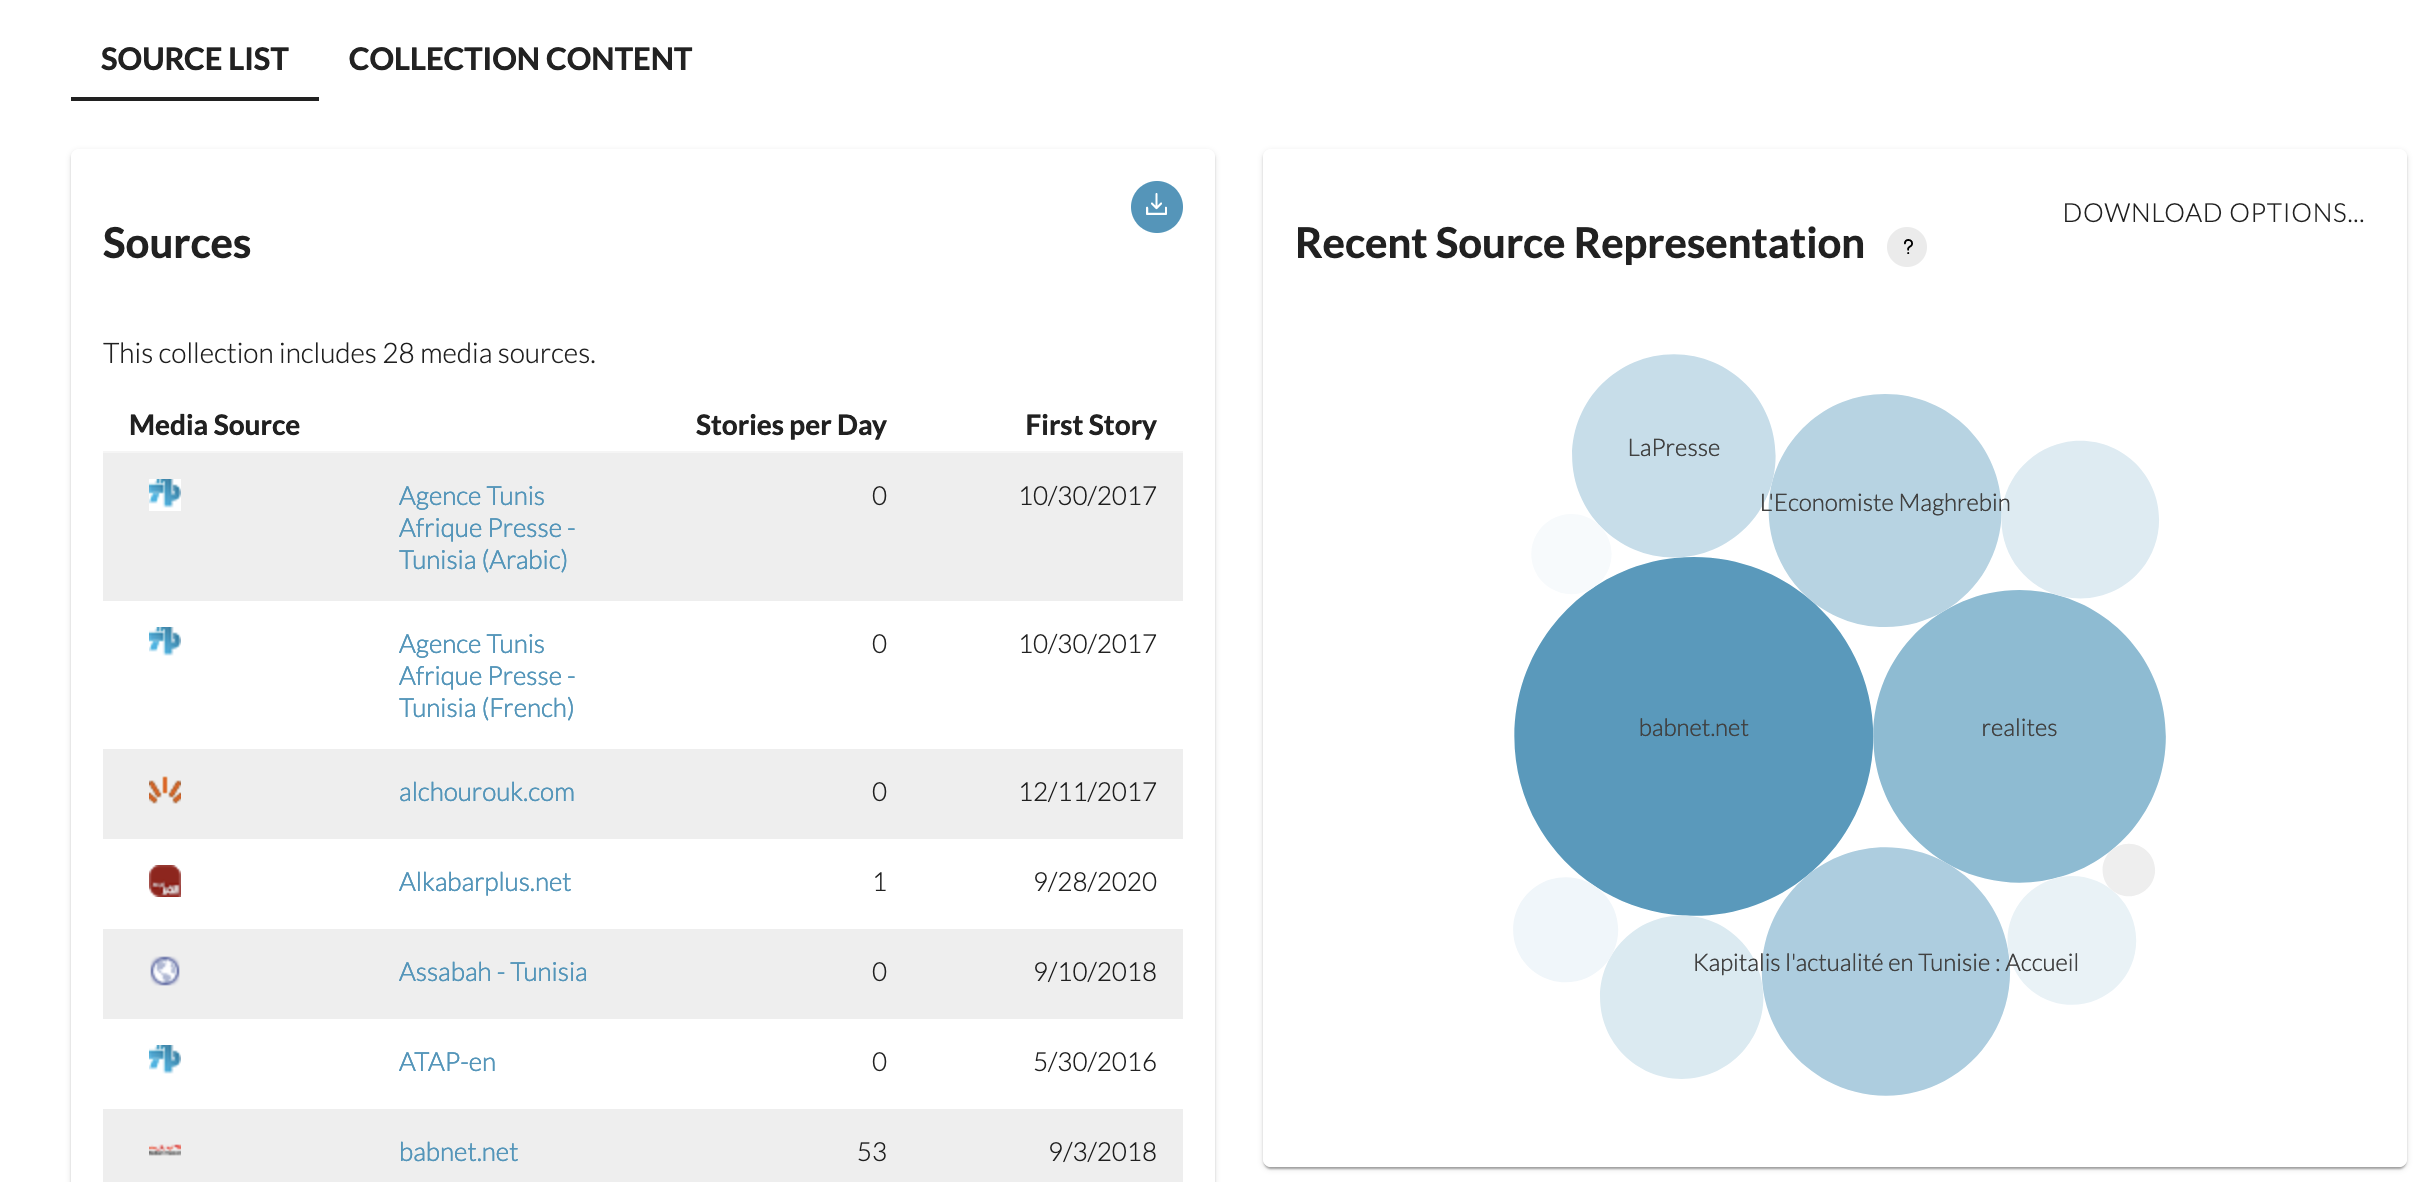 SOURCE LIST
COLLECTION CONTENT
Sources
This collection includes 28 media sources.
Media Source Stories per Day First Story
Agence Tunis 0 10/30/2017
Afrique Presse -
Tunisia (Arabic)
Agence Tunis 0 10/30/2017
Afrique Presse -
Tunisia (French)
alchourouk.com 0 12/11/2017
Alkabarplus.net 1 9/28/2020
Assabah - Tunisia 0 9/10/2018
ATAP-en 0 5/30/2016
babnet.net 53 9/3/2018
DOWNLOAD OPTIONS...
Recent Source Representation ?
LaPresse
L'Economiste Maghrebin
babnet.net
realites
Kapitalis l'actualité en Tunisie : Accueil